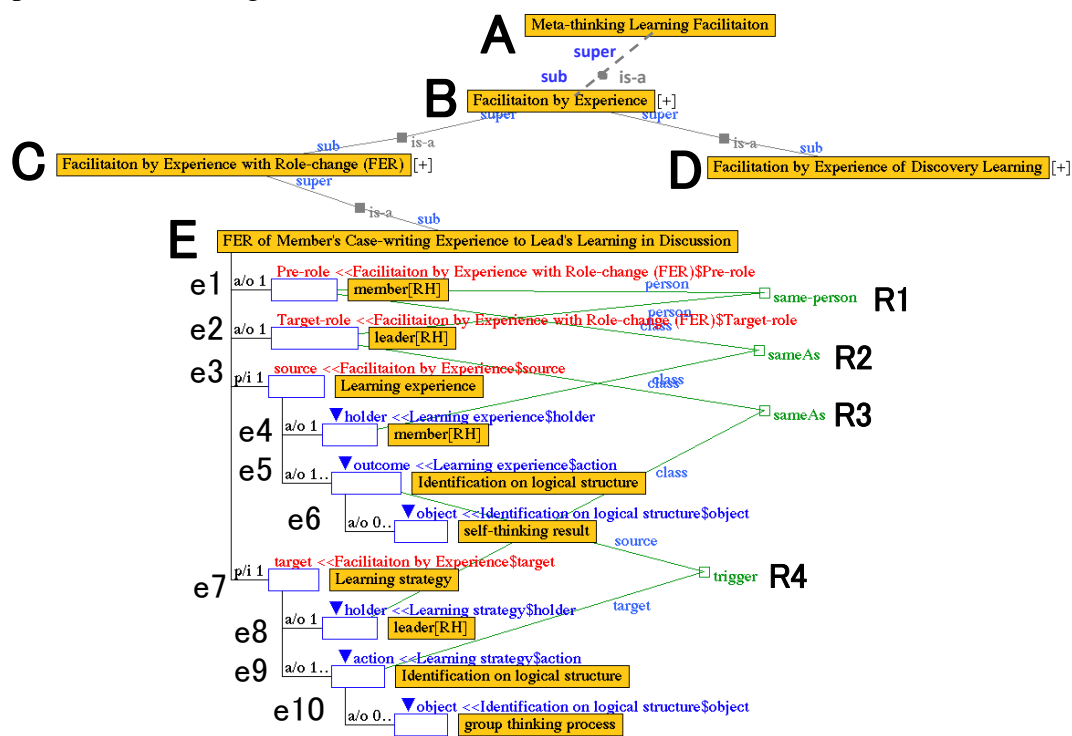 A
Meta-thinking Learning Facilitaiton
super
sub
is-a
B
Facilitaiton by Experience
[+]
super
super
sub
is-a
is-a
sub
C
Facilitaiton by Experience with Role-change (FER)
[+]
D
Facilitation by Experience of Discovery Learning
[+]
super
is-a
sub
E
FER of Member's Case-writing Experience to Lead's Learning in Discussion
e1
a/o 1
Pre-role <<Facilitaiton by Experience with Role-change (FER)$Pre-role
member[RH]
person
same-person
R1
e2
a/o 1
Target-role <<Facilitaiton by Experience with Role-change (FER)$Target-role
leader[RH]
person
class
sameAs
R2
e3
p/i 1
source <<Facilitaiton by Experience$source
Learning experience
class
class
sameAs
R3
e4
a/o 1
holder <<Learning experience$holder
member[RH]
e5
a/o 1..
outcome <<Learning experience$action
Identification on logical structure
class
e6
a/o 0..
object <<Identification on logical structure$object
self-thinking result
source
e7
p/i 1
target <<Facilitaiton by Experience$target
Learning strategy
trigger
R4
target
e8
a/o 1
holder <<Learning strategy$holder
leader[RH]
e9
a/o 1..
action <<Learning strategy$action
Identification on logical structure
e10
a/o 0..
object <<Identification on logical structure$object
group thinking process